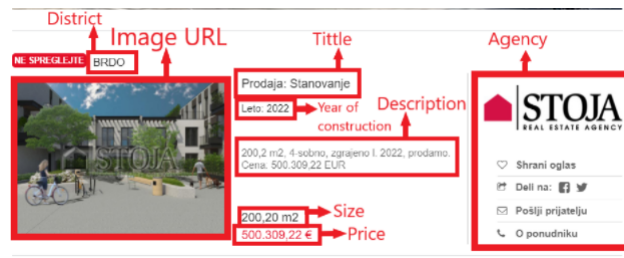 District
Image URL
Tittle
Agency
NE SPREGLEJTE
BRDO
Prodaja: Stanovanje
Leto: 2022
Year of
construction
Description
200,2 m2, 4-sobno, zgrajeno l. 2022, prodamo.
Cena: 500.309,22 EUR
STOJA
200,20 m2
Size
500.309,22 €
Price
STOJA
REAL ESTATE AGENCY
Shrani oglas
Deli na:
Pošlji prijatelju
O ponudniku